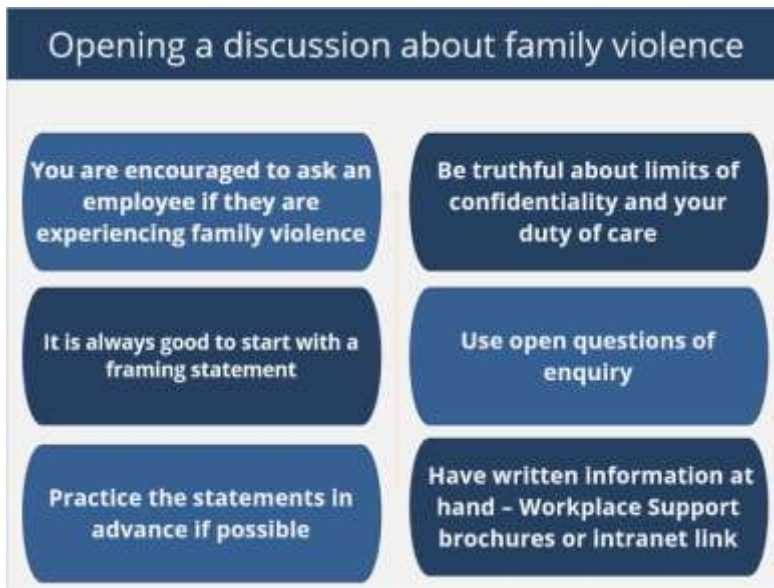 Opening a discussion about family violence
You are encouraged to ask an
employee if they are
experiencing family violence
Be truthful about limits of
confidentiality and your
duty of care
It is always good to start with a
framing statement
Use open questions of
enquiry
Practice the statements in
advance if possible
Have written information at
hand – Workplace Support
brochures or intranet link